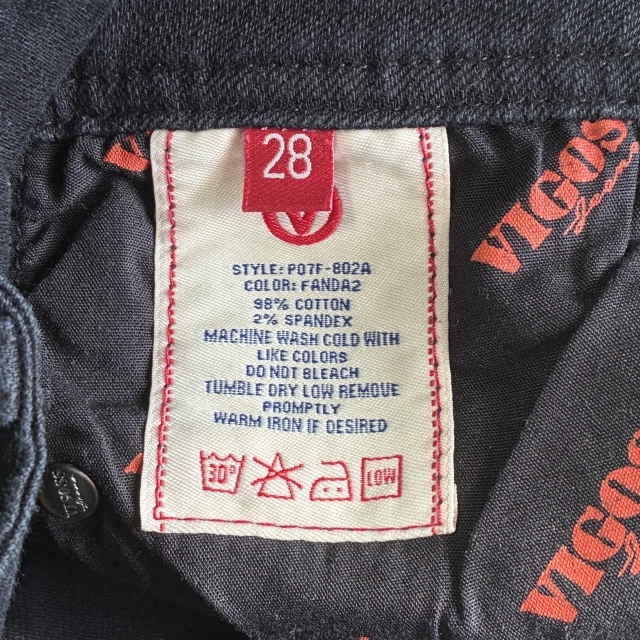 28
STYLE: P07F-802A
COLOR: FANDA2
98% COTTON
2% SPANDEX
MACHINE WASH COLD WITH
LIKE COLORS
DO NOT BLEACH
TUMBLE DRY LOW REMOVE
PROMPTLY
WARM IRON IF DESIRED
30°
LOW
VIGOSS
Jeans
VIGOSS